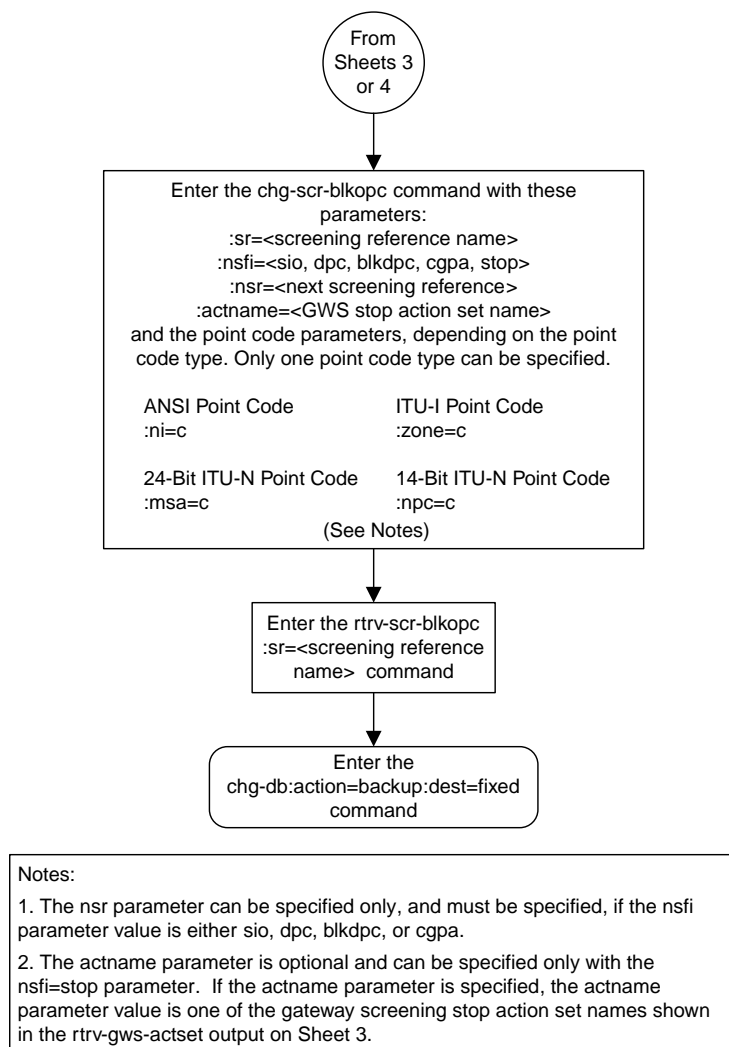 From
Sheets 3
or 4
Enter the chg-scr-blkopc command with these
parameters:
:sr=<screening reference name>
:nsfi=<sio, dpc, blkdpc, cgpa, stop>
:nsr=<next screening reference>
:actname=<GWS stop action set name>
and the point code parameters, depending on the point
code type. Only one point code type can be specified.
ANSI Point Code
:ni=c
ITU-I Point Code
:zone=c
24-Bit ITU-N Point Code
:msa=c
14-Bit ITU-N Point Code
:npc=c
(See Notes)
Enter the rtrv-scr-blkopc
:sr=<screening reference
name> command
Enter the
chg-db:action=backup:dest=fixed
command
Notes:
1. The nsr parameter can be specified only, and must be specified, if the nsfi
parameter value is either sio, dpc, blkdpc, or cgpa.
2. The actname parameter is optional and can be specified only with the
nsfi=stop parameter. If the actname parameter is specified, the actname
parameter value is one of the gateway screening stop action set names shown
in the rtrv-gws-actset output on Sheet 3.